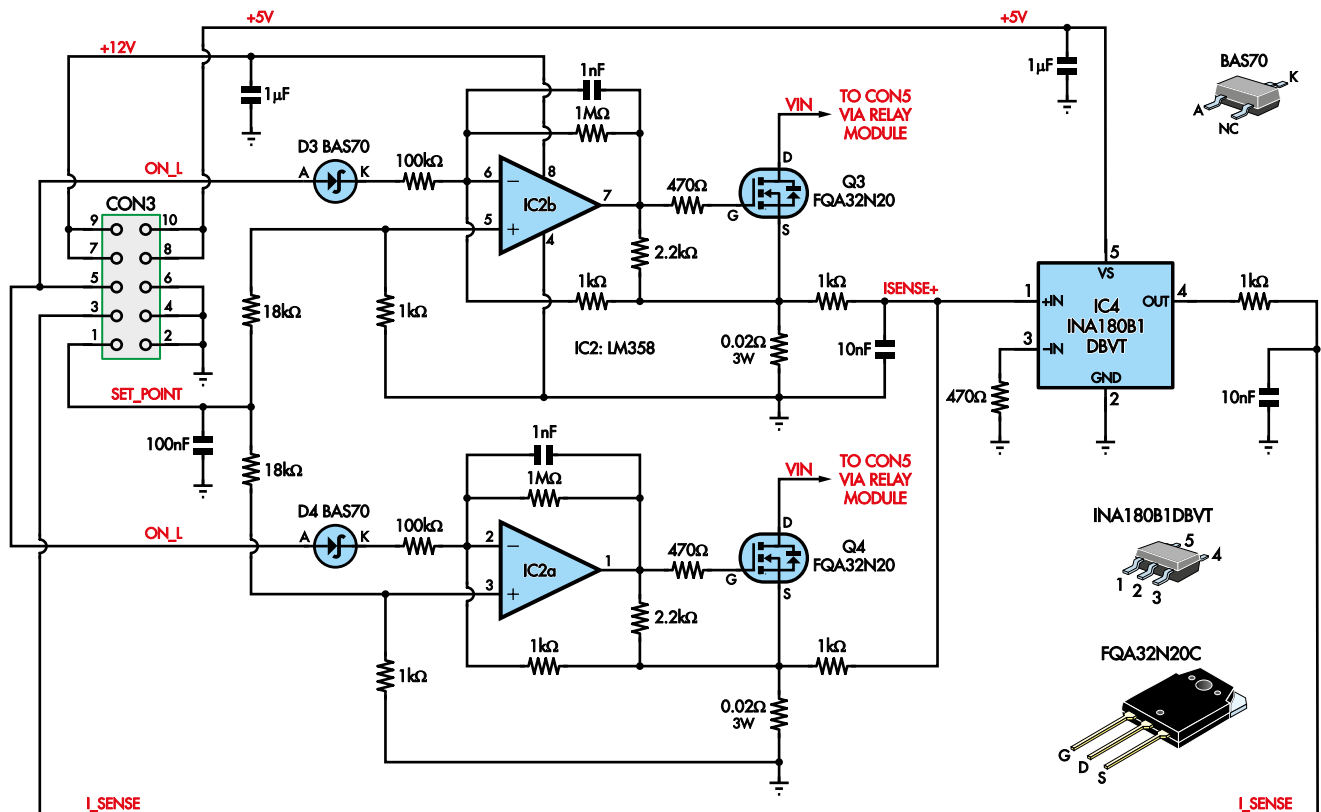 +5V
+5V
+12V
1µF
1nF
1MΩ
VIN
TO CON5
VIA RELAY
MODULE
1µF
BAS70
K
A
NC
D3 BAS70
ON_L
A
K
100kΩ
6
−
8
IC2b
7
5
+
4
470Ω
D
G
S
Q3
FQA32N20
2.2kΩ
CON3
9
10
7
8
5
6
3
4
1
2
18kΩ
1kΩ
1kΩ
1kΩ
ISENSE+
IC2: LM358
0.02Ω
3W
10nF
1
+IN
5
VS
IC4
INA180B1
DBVT
OUT
4
3
−IN
GND
2
1kΩ
470Ω
10nF
SET_POINT
100nF
18kΩ
1nF
1MΩ
VIN
TO CON5
VIA RELAY
MODULE
D4 BAS70
ON_L
A
K
100kΩ
2
−
IC2a
1
3
+
470Ω
D
G
S
Q4
FQA32N20
2.2kΩ
1kΩ
1kΩ
1kΩ
0.02Ω
3W
INA180B1DBVT
5
4
1
2
3
FQA32N20C
G
D
S
I_SENSE
I_SENSE